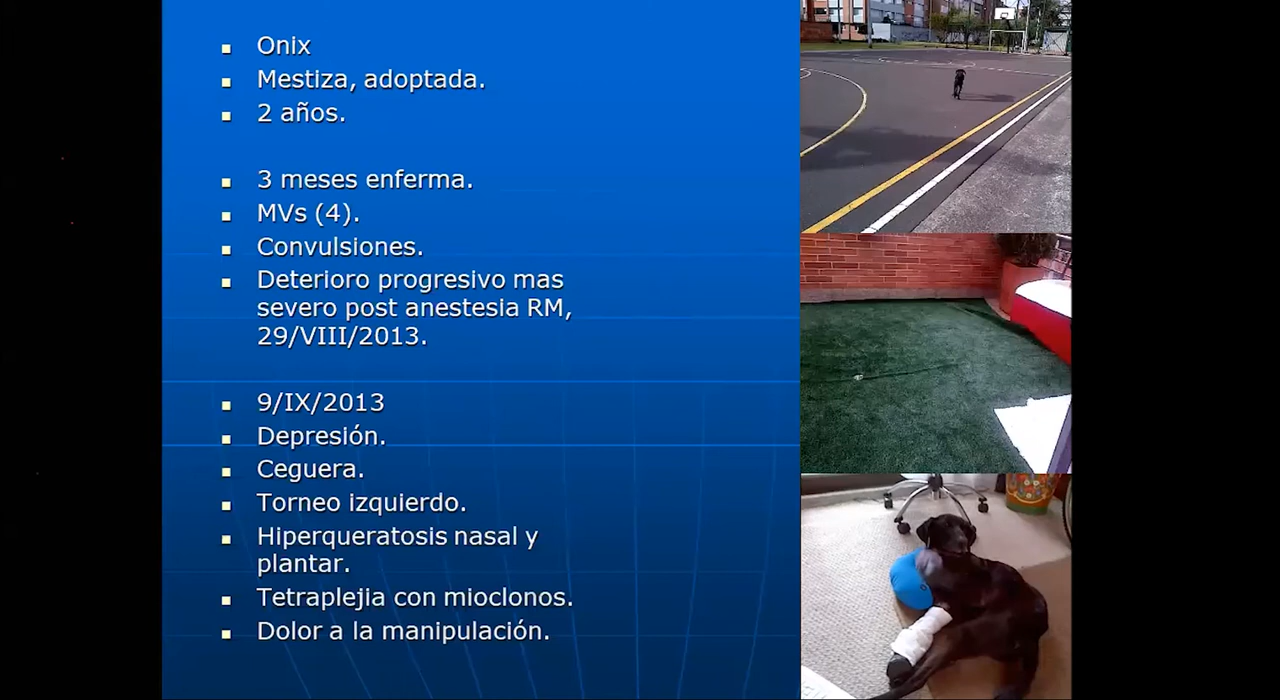 Onix
Mestiza, adoptada.
2 años.
3 meses enferma.
MVs (4).
Convulsiones.
Deterioro progresivo mas
severo post anestesia RM,
29/VIII/2013.
9/IX/2013
Depresión.
Ceguera.
Torneo izquierdo.
Hiperqueratosis nasal y
plantar.
Tetraplejia con mioclonos.
Dolor a la manipulación.